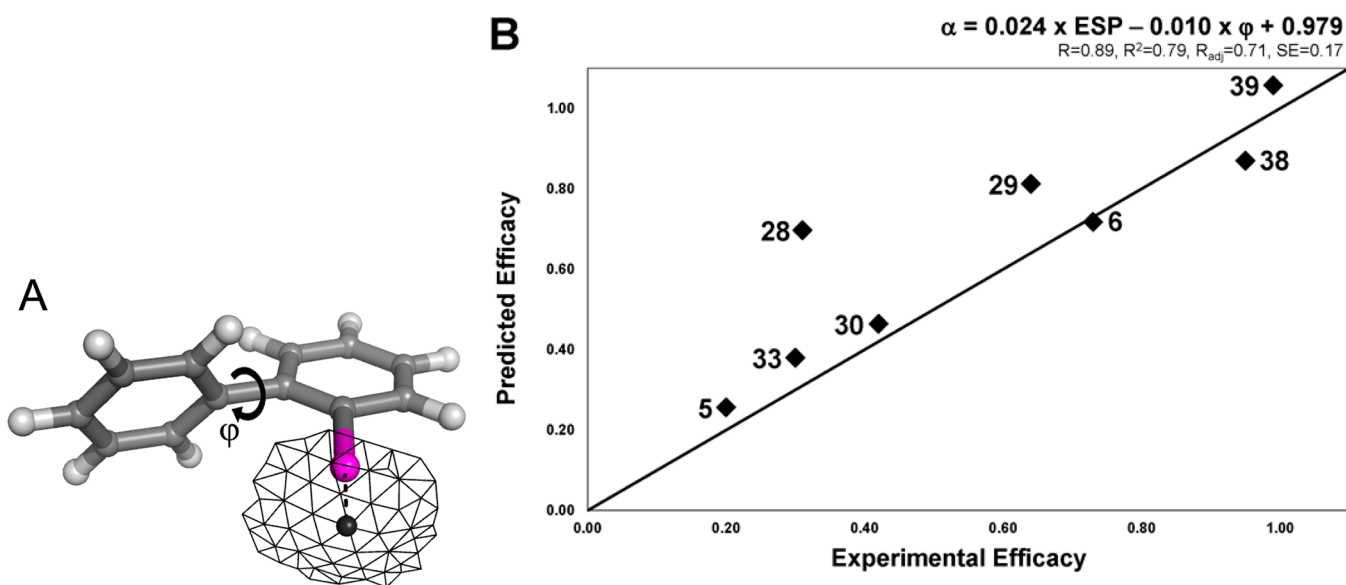 A
φ
B
α = 0.024 x ESP – 0.010 x φ + 0.979
R=0.89, R²=0.79, Radj=0.71, SE=0.17
Predicted Efficacy
1.00
0.80
0.60
0.40
0.20
0.00
39
38
29
6
28
30
33
5
0.00 0.20 0.40 0.60 0.80 1.00
Experimental Efficacy